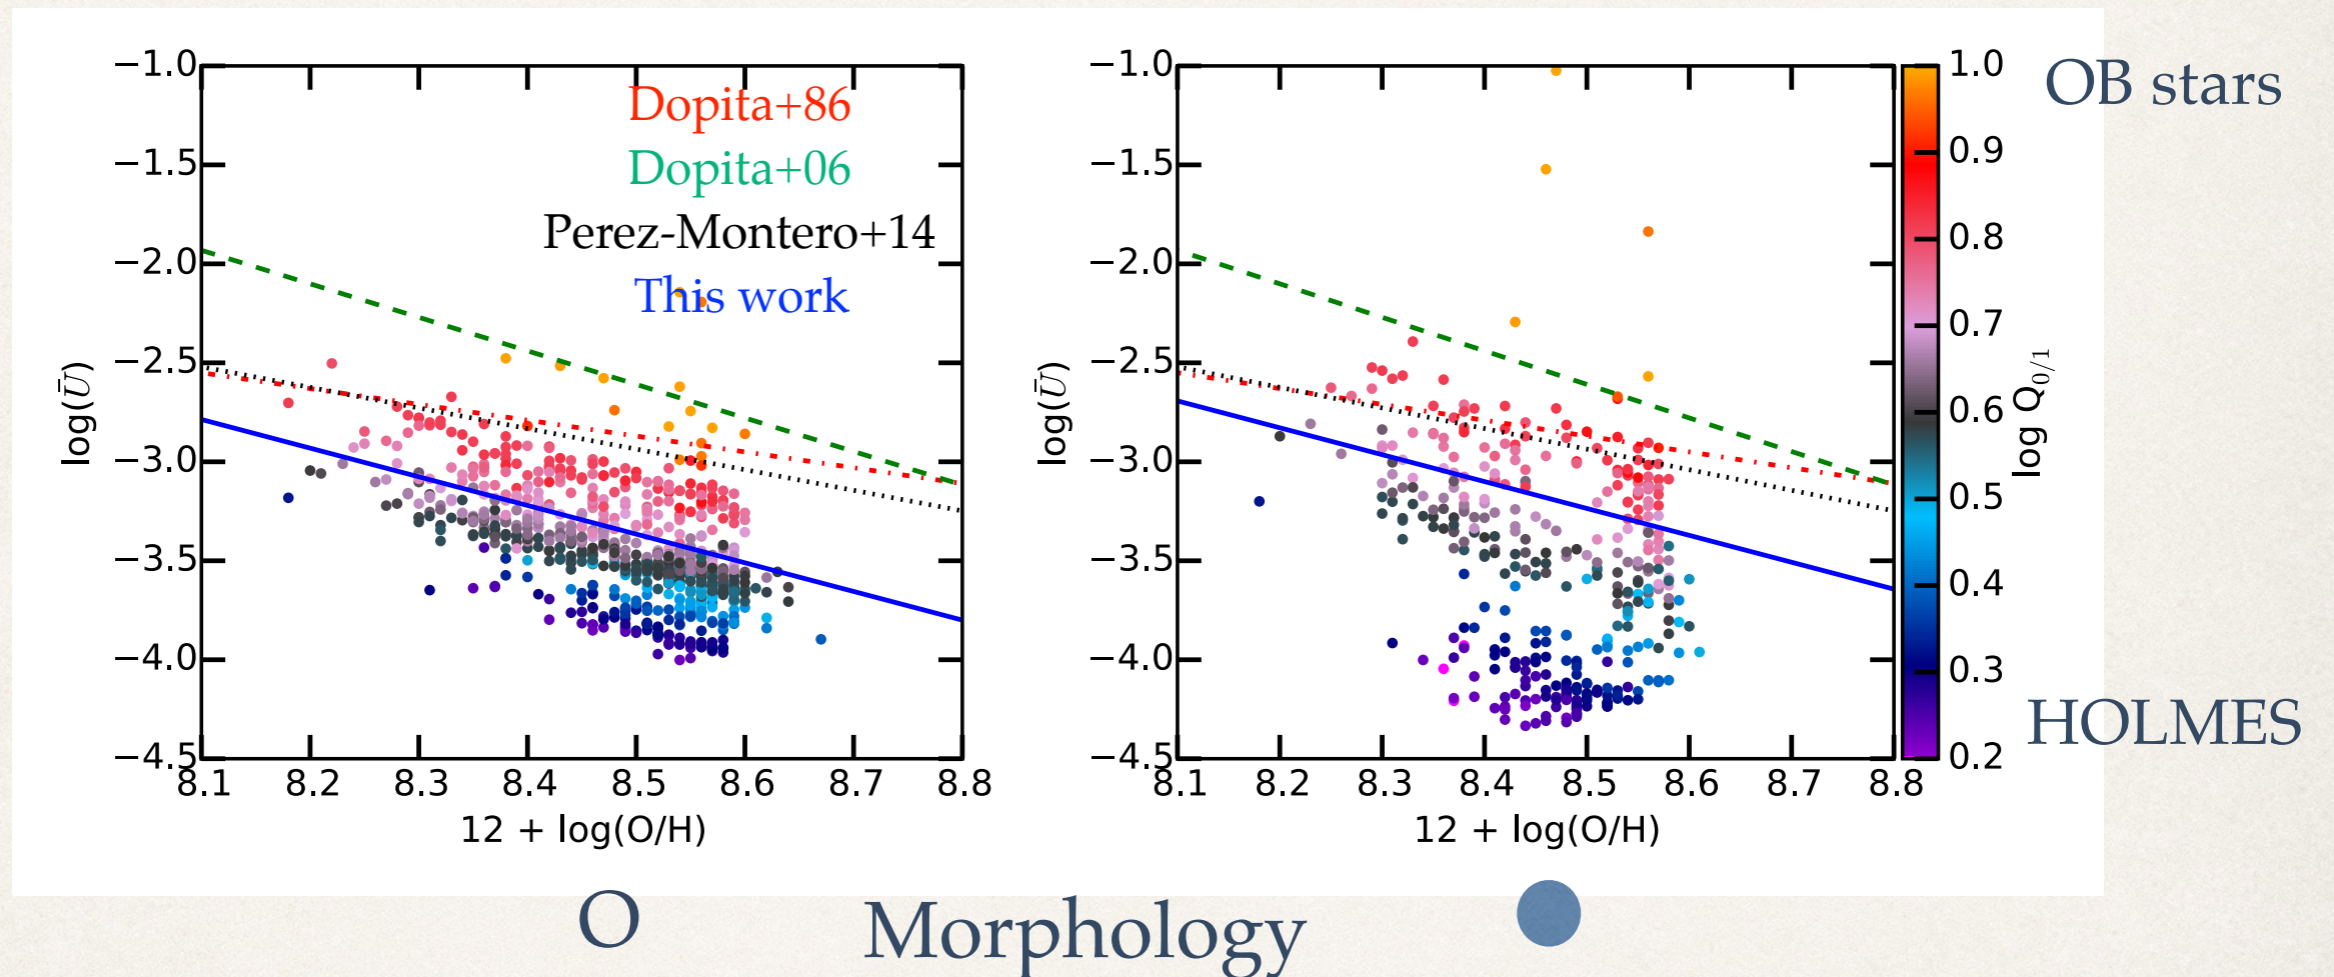 Dopita+86
Dopita+06
Perez-Montero+14
This work
−1.0
−1.5
−2.0
−2.5
−3.0
−3.5
−4.0
−4.5
log(Ū)
8.1 8.2 8.3 8.4 8.5 8.6 8.7 8.8
12 + log(O/H)
−1.0
−1.5
−2.0
−2.5
−3.0
−3.5
−4.0
−4.5
log(Ū)
8.1 8.2 8.3 8.4 8.5 8.6 8.7 8.8
12 + log(O/H)
1.0
0.9
0.8
0.7
0.6
0.5
0.4
0.3
0.2
log Q0/1
OB stars
HOLMES
O Morphology